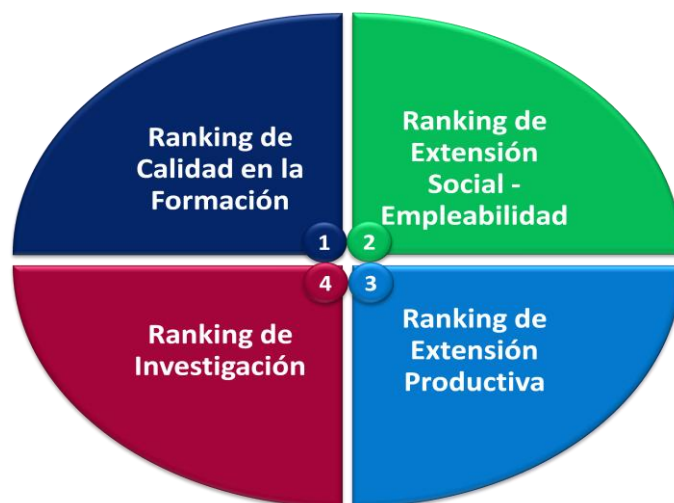 Ranking de
Calidad en la
Formación
1
Ranking de
Extensión
Social -
Empleabilidad
2
Ranking de
Extensión
Productiva
3
Ranking de
Investigación
4